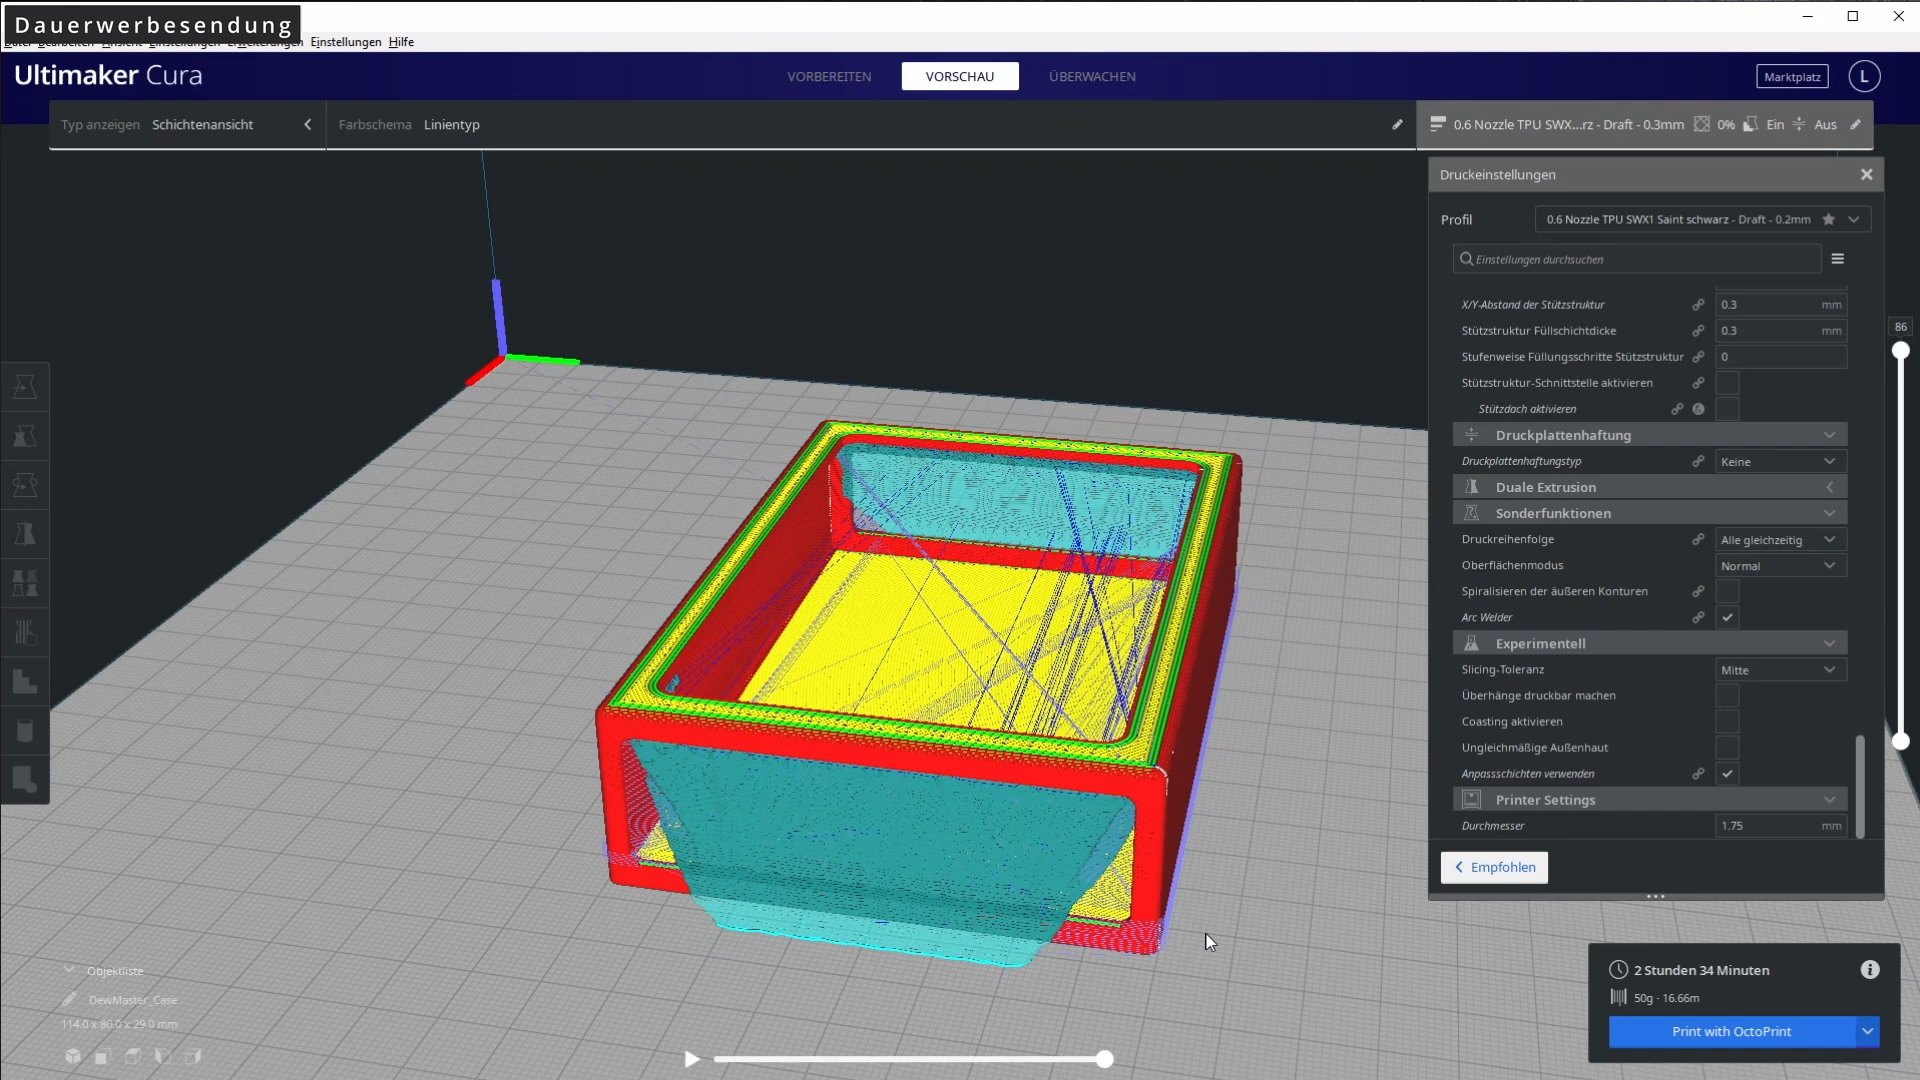 Dauerwerbesendung
Datei Bearbeiten Ansicht Einstellungen Erweiterungen Einstellungen Hilfe
Ultimaker Cura
VORBEREITEN
VORSCHAU
ÜBERWACHEN
Marktplatz
L
Typ anzeigen Schichtenansicht
Farbschema Linientyp
0.6 Nozzle TPU SWX...rz - Draft - 0.3mm 0% Ein Aus
Druckeinstellungen
Profil 0.6 Nozzle TPU SWX1 Saint schwarz - Draft - 0.2mm
Einstellungen durchsuchen
X/Y-Abstand der Stützstruktur 0.3 mm
Stützstruktur Füllschichtdicke 0.3 mm
Stufenweise Füllungsschritte Stützstruktur 0
Stützstruktur-Schnittstelle aktivieren
Stützdach aktivieren
Druckplattenhaftung
Druckplattenhaftungstyp Keine
Duale Extrusion
Sonderfunktionen
Druckreihenfolge Alle gleichzeitig
Oberflächenmodus Normal
Spiralisieren der äußeren Konturen
Arc Welder
Experimentell
Slicing-Toleranz Mitte
Überhänge druckbar machen
Coasting aktivieren
Ungleichmäßige Außenhaut
Anpassschichten verwenden
Printer Settings
Durchmesser 1.75 mm
Empfohlen
86
Objektliste
DewMaster_Case
114.0 x 80.0 x 29.0 mm
2 Stunden 34 Minuten
50g · 16.66m
Print with OctoPrint